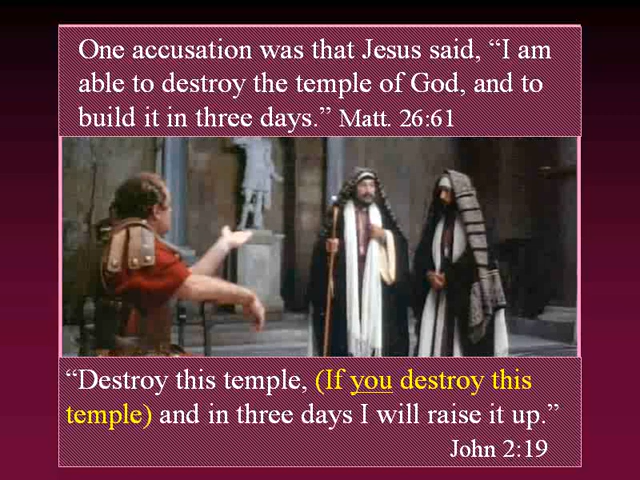 One accusation was that Jesus said, “I am
able to destroy the temple of God, and to
build it in three days.” Matt. 26:61
“Destroy this temple, (If you destroy this
temple) and in three days I will raise it up.”
John 2:19